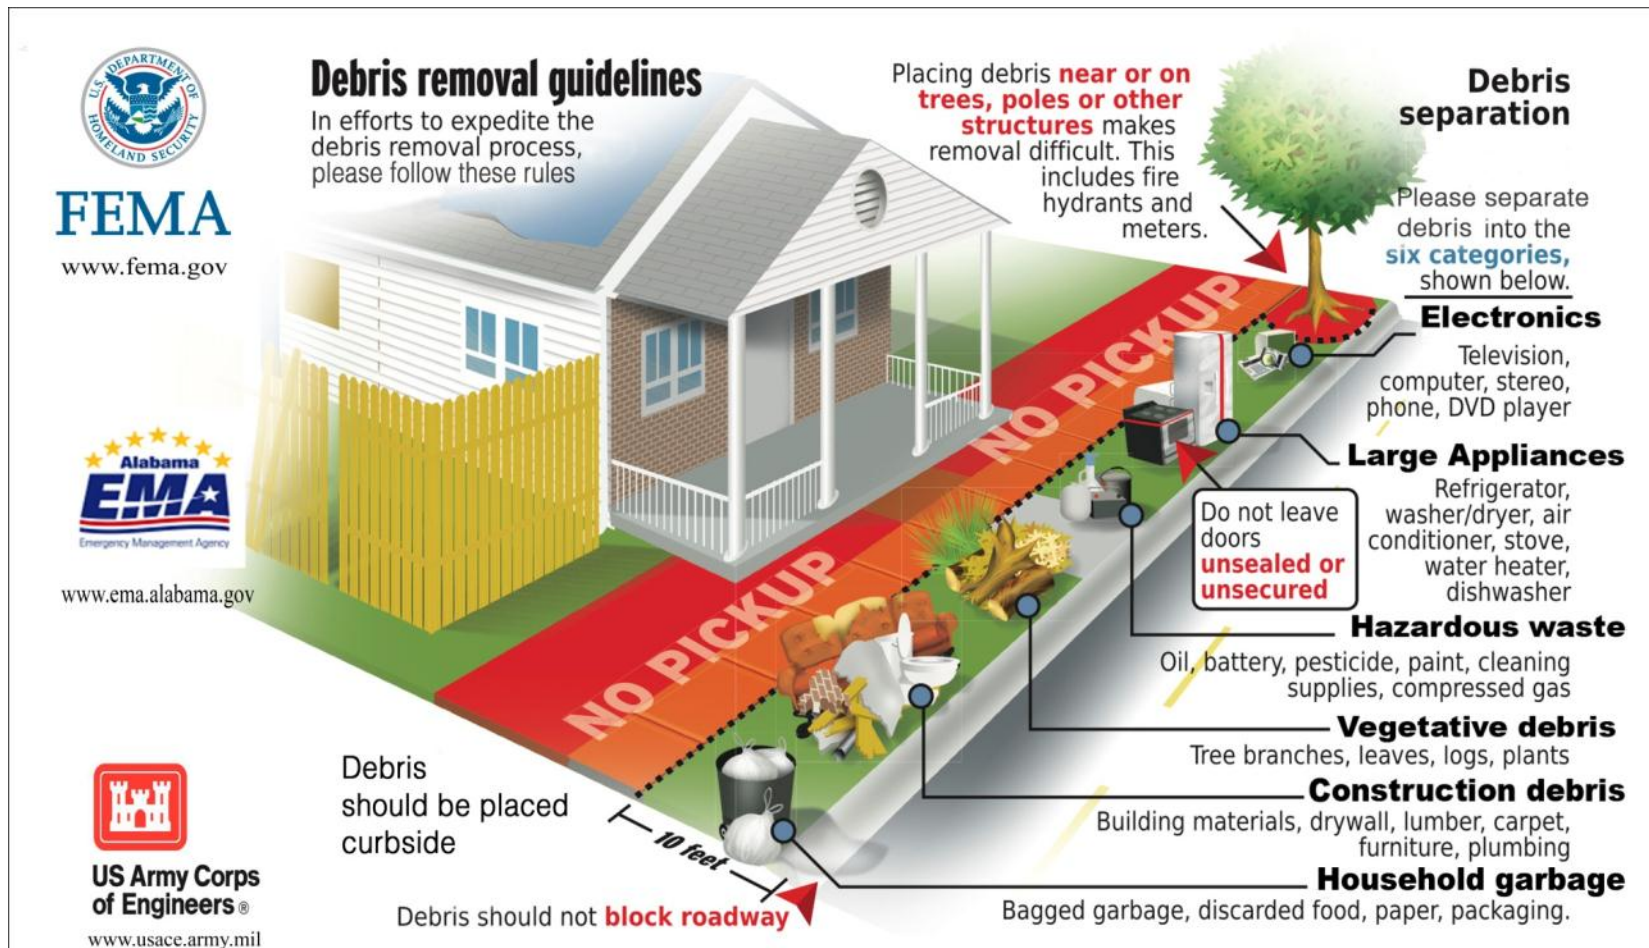 U.S. DEPARTMENT OF
HOMELAND SECURITY
FEMA
www.fema.gov
Alabama
EMA
Emergency Management Agency
www.ema.alabama.gov
US Army Corps
of Engineers®
www.usace.army.mil
Debris removal guidelines
In efforts to expedite the
debris removal process,
please follow these rules
Placing debris near or on
trees, poles or other
structures makes
removal difficult. This
includes fire
hydrants and
meters.
Debris
separation
Please separate
debris into the
six categories,
shown below.
Electronics
Television,
computer, stereo,
phone, DVD player
Large Appliances
Refrigerator,
washer/dryer, air
conditioner, stove,
water heater,
dishwasher
Do not leave
doors
unsealed or
unsecured
Hazardous waste
Oil, battery, pesticide, paint, cleaning
supplies, compressed gas
Vegetative debris
Tree branches, leaves, logs, plants
Construction debris
Building materials, drywall, lumber, carpet,
furniture, plumbing
Household garbage
Bagged garbage, discarded food, paper, packaging.
NO PICKUP
NO PICKUP
Debris
should be placed
curbside
10 feet
Debris should not block roadway